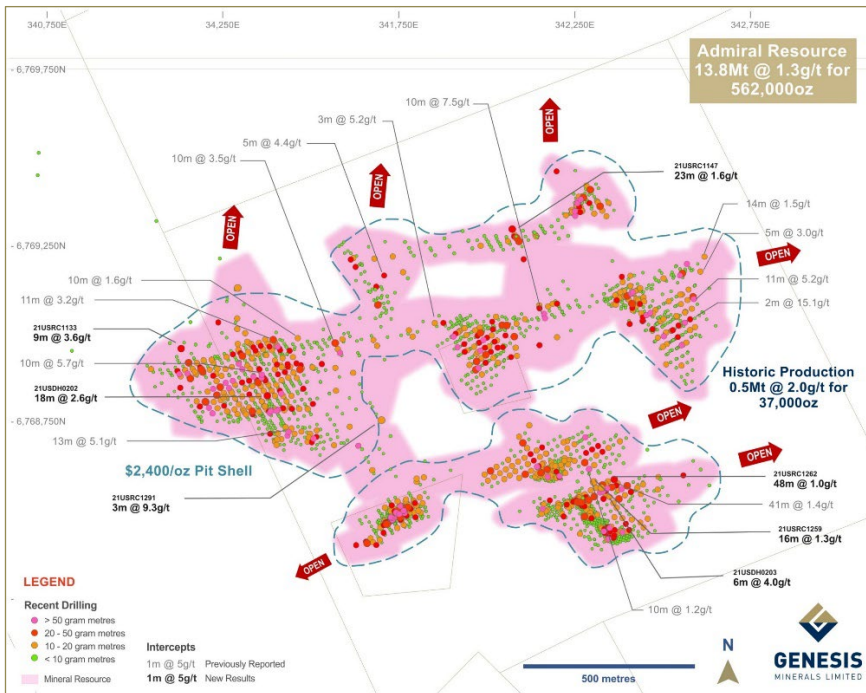 340,750E
34,250E
341,750E
342,250E
342,750E
Admiral Resource
13.8Mt @ 1.3g/t for
562,000oz
6,769,750N
10m @ 7.5g/t
3m @ 5.2g/t
5m @ 4.4g/t
10m @ 3.5g/t
OPEN
OPEN
OPEN
21USRC1147
23m @ 1.6g/t
14m @ 1.5g/t
5m @ 3.0g/t
6,769,250N
OPEN
10m @ 1.6g/t
11m @ 5.2g/t
11m @ 3.2g/t
2m @ 15.1g/t
21USRC1133
9m @ 3.6g/t
10m @ 5.7g/t
21USDH0202
18m @ 2.6g/t
Historic Production
0.5Mt @ 2.0g/t for
37,000oz
6,768,750N
OPEN
13m @ 5.1g/t
OPEN
$2,400/oz Pit Shell
21USRC1262
48m @ 1.0g/t
21USRC1291
3m @ 9.3g/t
41m @ 1.4g/t
21USRC1259
16m @ 1.3g/t
OPEN
21USDH0203
6m @ 4.0g/t
10m @ 1.2g/t
LEGEND
Recent Drilling
> 50 gram metres
20 - 50 gram metres
10 - 20 gram metres
< 10 gram metres
Mineral Resource
Intercepts
1m @ 5g/t Previously Reported
1m @ 5g/t New Results
500 metres
N
GENESIS
MINERALS LIMITED